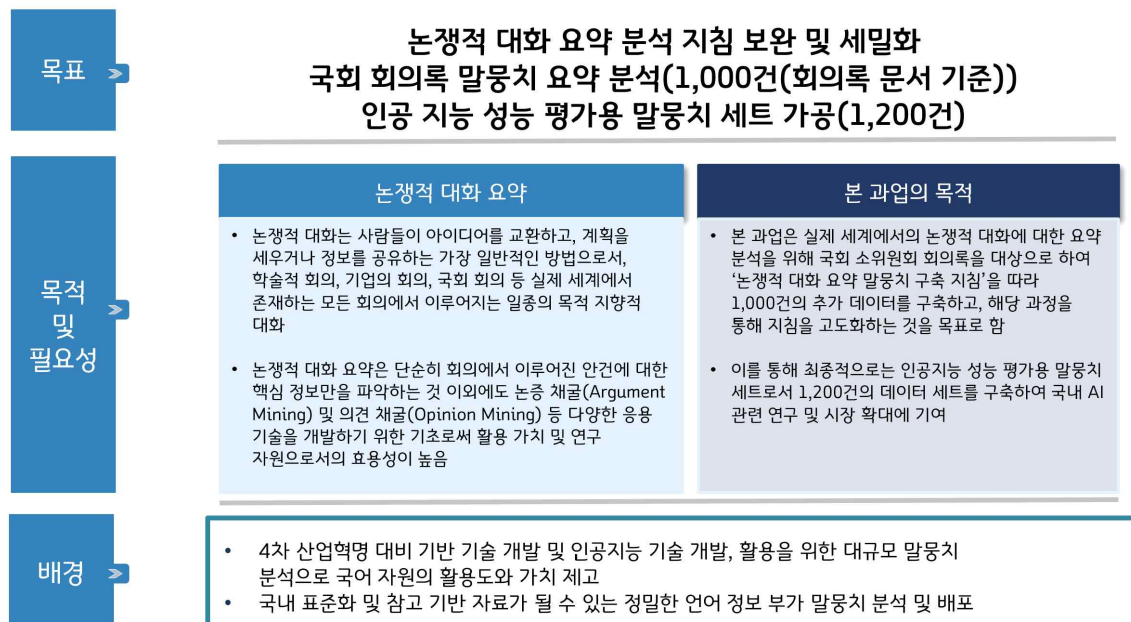 목표
논쟁적 대화 요약 분석 지침 보완 및 세밀화
국회 회의록 말뭉치 요약 분석(1,000건(회의록 문서 기준))
인공 지능 성능 평가용 말뭉치 세트 가공(1,200건)
목적
및
필요성
논쟁적 대화 요약
• 논쟁적 대화는 사람들이 아이디어를 교환하고, 계획을
세우거나 정보를 공유하는 가장 일반적인 방법으로서,
학술적 회의, 기업의 회의, 국회 회의 등 실제 세계에서
존재하는 모든 회의에서 이루어지는 일종의 목적 지향적
대화
• 논쟁적 대화 요약은 단순히 회의에서 이루어진 안건에 대한
핵심 정보만을 파악하는 것 이외에도 논증 채굴(Argument
Mining) 및 의견 채굴(Opinion Mining) 등 다양한 응용
기술을 개발하기 위한 기초로써 활용 가치 및 연구
자원으로서의 효용성이 높음
본 과업의 목적
• 본 과업은 실제 세계에서의 논쟁적 대화에 대한 요약
분석을 위해 국회 소위원회 회의록을 대상으로 하여
‘논쟁적 대화 요약 말뭉치 구축 지침’을 따라
1,000건의 추가 데이터를 구축하고, 해당 과정을
통해 지침을 고도화하는 것을 목표로 함
• 이를 통해 최종적으로는 인공지능 성능 평가용 말뭉치
세트로서 1,200건의 데이터 세트를 구축하여 국내 AI
관련 연구 및 시장 확대에 기여
배경
• 4차 산업혁명 대비 기반 기술 개발 및 인공지능 기술 개발, 활용을 위한 대규모 말뭉치
분석으로 국어 자원의 활용도와 가치 제고
• 국내 표준화 및 참고 기반 자료가 될 수 있는 정밀한 언어 정보 부가 말뭉치 분석 및 배포